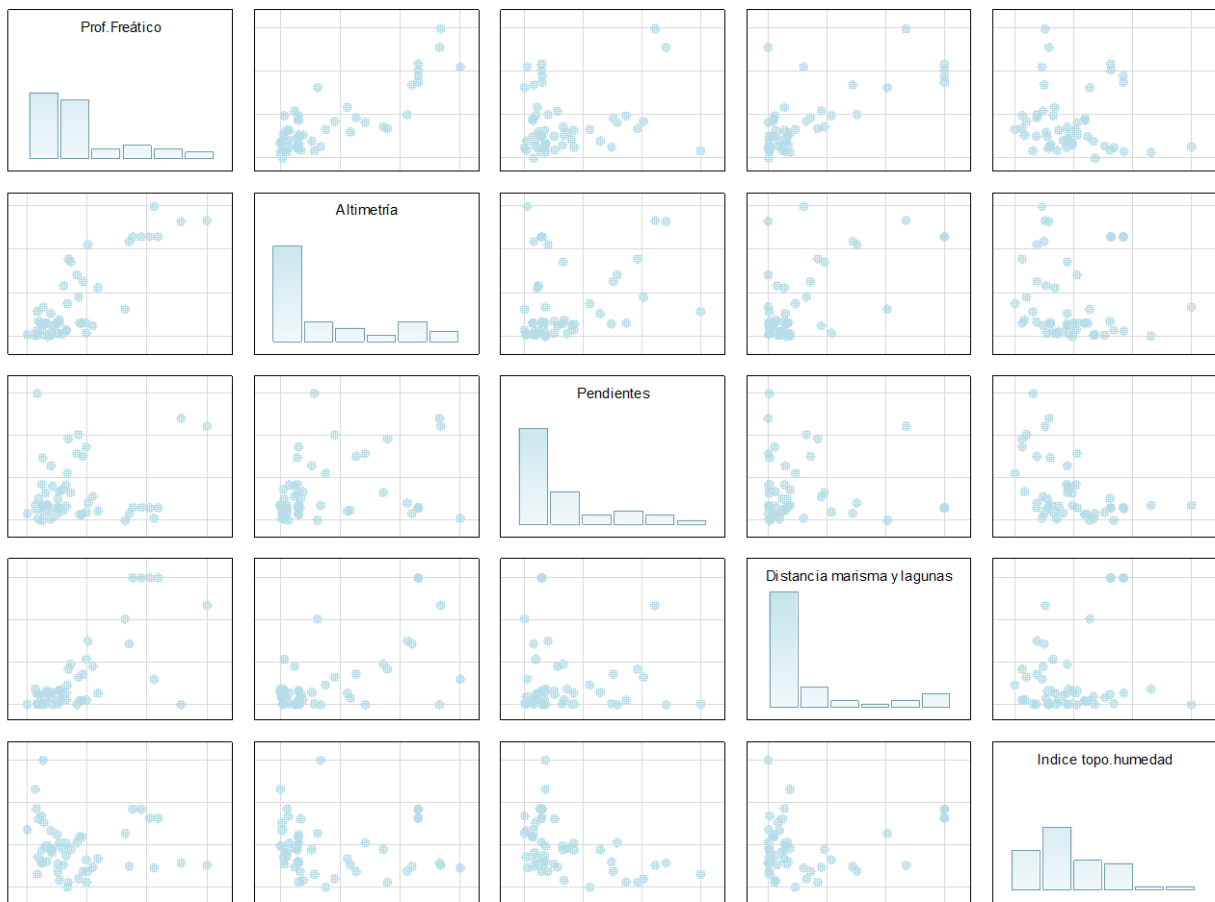 Prof.Freático
Altimetría
Pendientes
Distancia marisma y lagunas
Indice topo.humedad